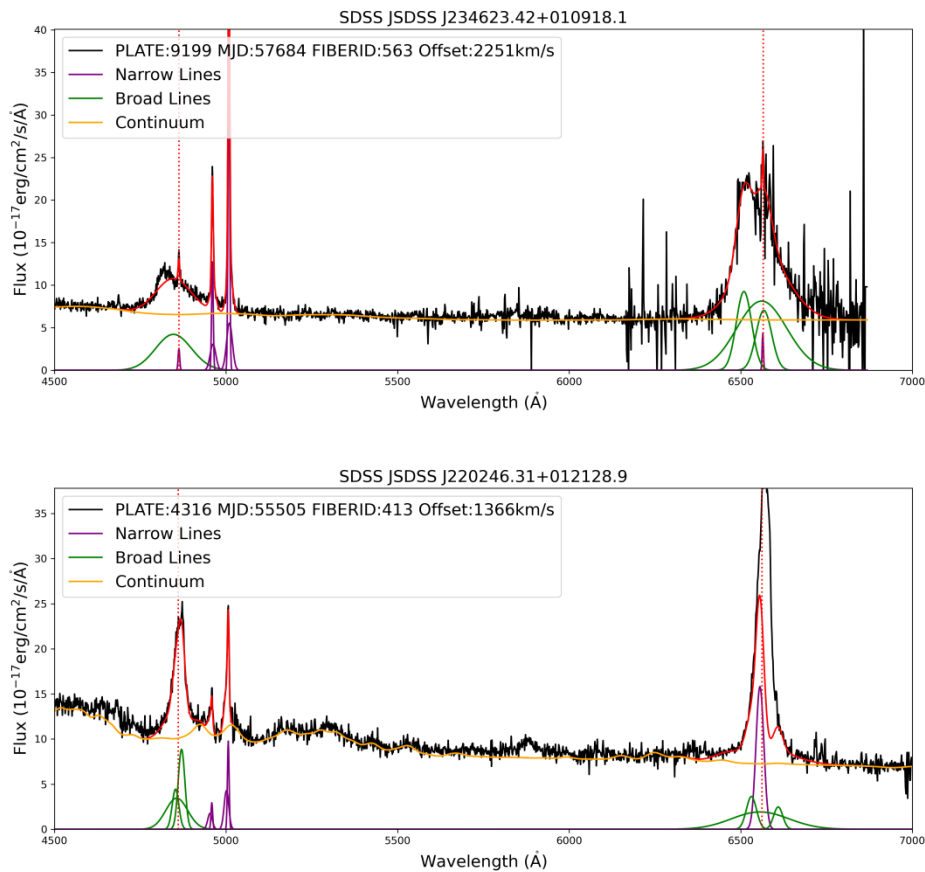 SDSS JSDSS J234623.42+010918.1
PLATE:9199 MJD:57684 FIBERID:563 Offset:2251km/s
Narrow Lines
Broad Lines
Continuum
Flux (10⁻¹⁷erg/cm²/s/Å)
40
35
30
25
20
15
10
5
0
4500 5000 5500 6000 6500 7000
Wavelength (Å)
SDSS JSDSS J220246.31+012128.9
PLATE:4316 MJD:55505 FIBERID:413 Offset:1366km/s
Narrow Lines
Broad Lines
Continuum
Flux (10⁻¹⁷erg/cm²/s/Å)
35
30
25
20
15
10
5
0
4500 5000 5500 6000 6500 7000
Wavelength (Å)